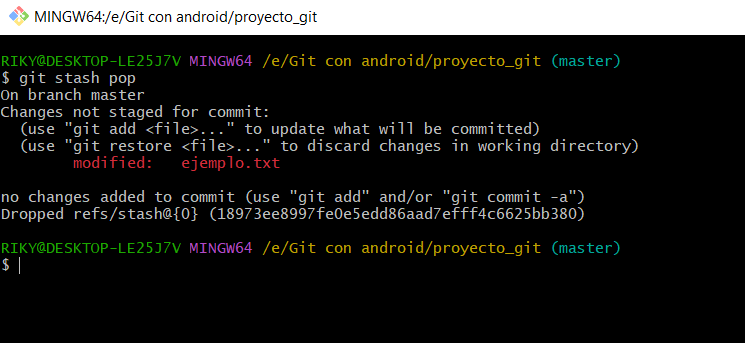 MINGW64:/e/Git con android/proyecto_git
RIKY@DESKTOP-LE25J7V MINGW64 /e/Git con android/proyecto_git (master)
$ git stash pop
On branch master
Changes not staged for commit:
  (use "git add <file>..." to update what will be committed)
  (use "git restore <file>..." to discard changes in working directory)
        modified:   ejemplo.txt

no changes added to commit (use "git add" and/or "git commit -a")
Dropped refs/stash@{0} (18973ee8997fe0e5edd86aad7efff4c6625bb380)

RIKY@DESKTOP-LE25J7V MINGW64 /e/Git con android/proyecto_git (master)
$